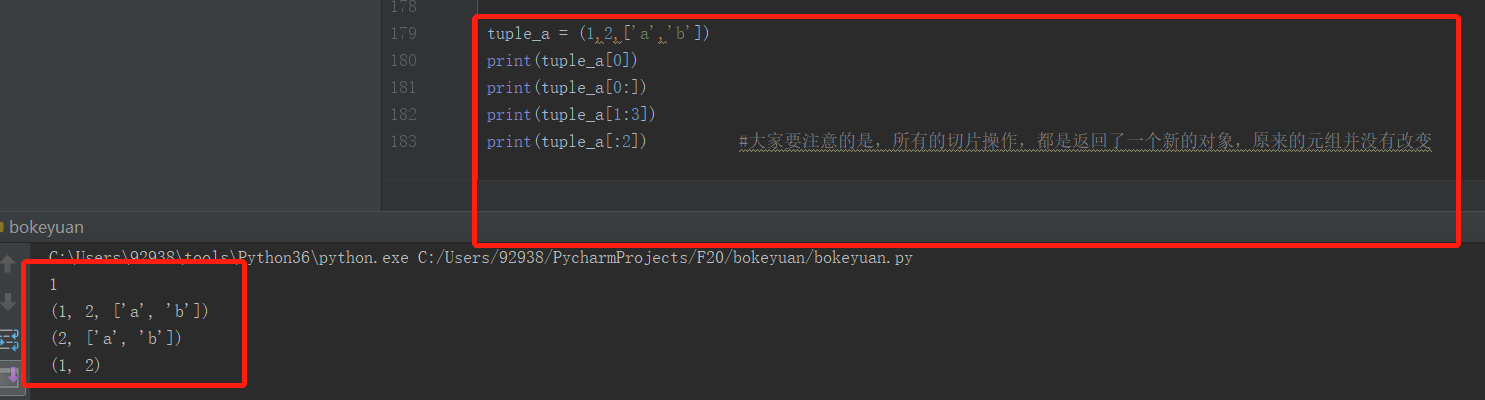 178
179 tuple_a = (1,2,['a','b'])
180 print(tuple_a[0])
181 print(tuple_a[0:])
182 print(tuple_a[1:3])
183 print(tuple_a[:2]) #大家要注意的是，所有的切片操作，都是返回了一个新的对象，原来的元组并没有改变
bokeyuan
C:\Users\92938\tools\Python36\python.exe C:/Users/92938/PycharmProjects/F20/bokeyuan/bokeyuan.py
1
(1, 2, ['a', 'b'])
(2, ['a', 'b'])
(1, 2)